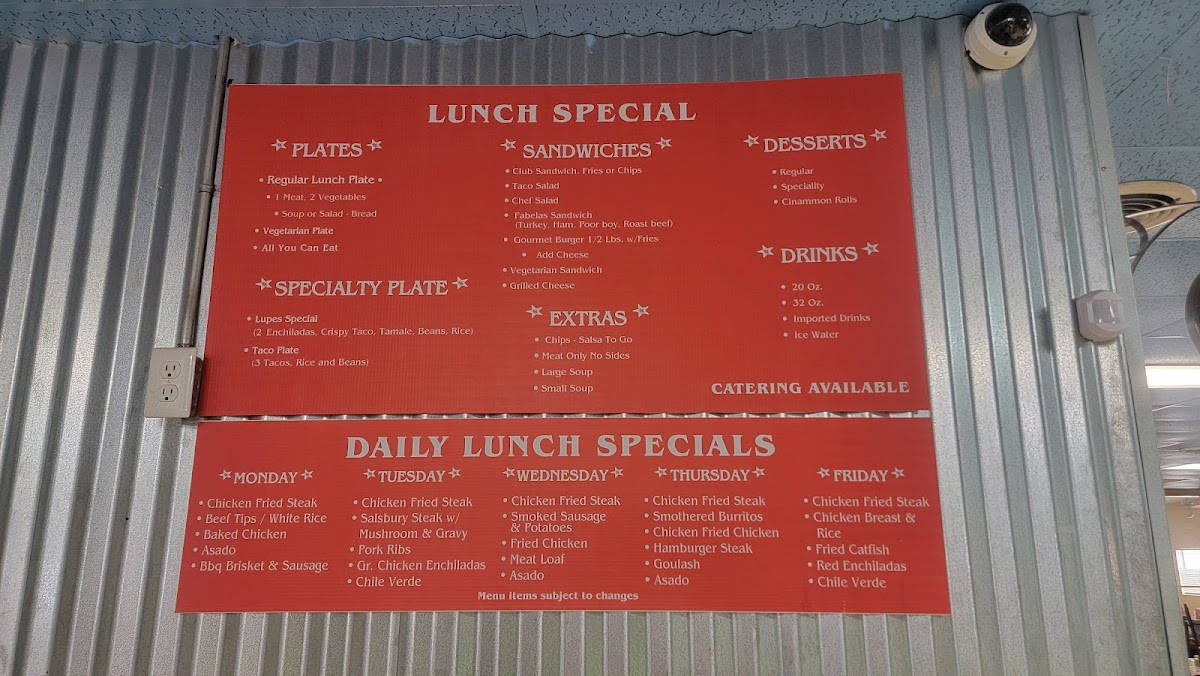 LUNCH SPECIAL
PLATES
• Regular Lunch Plate •
• 1 Meat, 2 Vegetables
• Soup or Salad - Bread
• Vegetarian Plate
• All You Can Eat
SPECIALTY PLATE
• Lupes Special
(2 Enchiladas, Crispy Taco, Tamale, Beans, Rice)
• Taco Plate
(3 Tacos, Rice and Beans)
SANDWICHES
• Club Sandwich, Fries or Chips
• Taco Salad
• Chef Salad
• Fabelas Sandwich
(Turkey, Ham, Poor boy, Roast beef)
• Gourmet Burger 1/2 Lbs. w/Fries
• Add Cheese
• Vegetarian Sandwich
• Grilled Cheese
EXTRAS
• Chips - Salsa To Go
• Meat Only No Sides
• Large Soup
• Small Soup
DESSERTS
• Regular
• Speciality
• Cinammon Rolls
DRINKS
• 20 Oz.
• 32 Oz.
• Imported Drinks
• Ice Water
CATERING AVAILABLE
DAILY LUNCH SPECIALS
MONDAY
• Chicken Fried Steak
• Beef Tips / White Rice
• Baked Chicken
• Asado
• Bbq Brisket & Sausage
TUESDAY
• Chicken Fried Steak
• Salsbury Steak w/
Mushroom & Gravy
• Pork Ribs
• Gr. Chicken Enchiladas
• Chile Verde
WEDNESDAY
• Chicken Fried Steak
• Smoked Sausage
& Potatoes
• Fried Chicken
• Meat Loaf
• Asado
THURSDAY
• Chicken Fried Steak
• Smothered Burritos
• Chicken Fried Chicken
• Hamburger Steak
• Goulash
• Asado
FRIDAY
• Chicken Fried Steak
• Chicken Breast &
Rice
• Fried Catfish
• Red Enchiladas
• Chile Verde
Menu items subject to changes